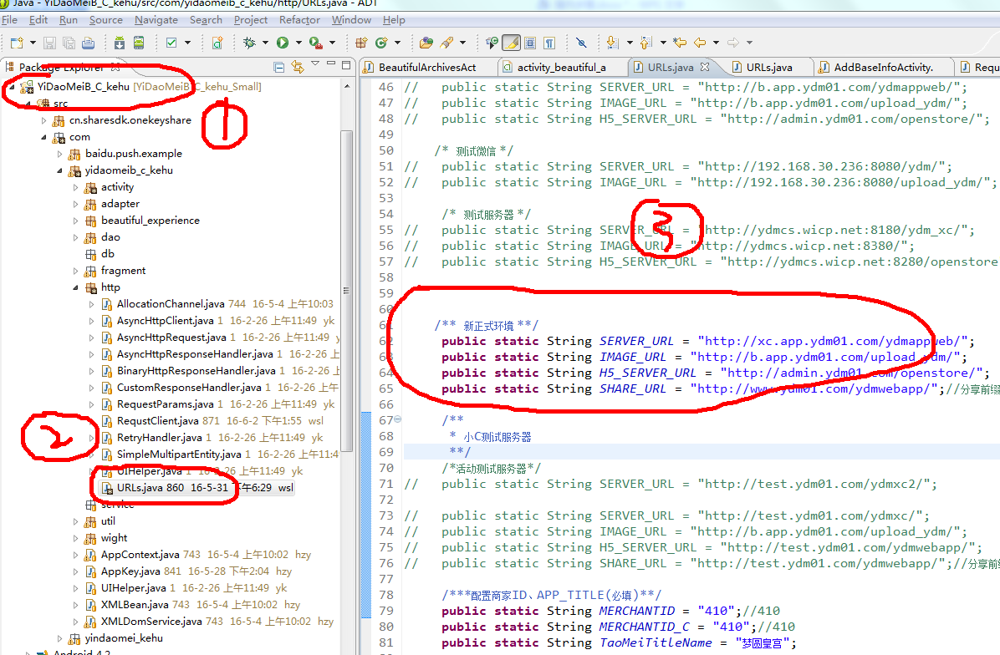 Java - YiDaoMeiB_C_kehu/src/com/yidaomeib_c_kehu/http/URLs.java - ADT
File Edit Run Source Navigate Search Project Refactor Window Help
Package Explorer
BeautifulArchivesAct
activity_beautiful_a
URLs.java
URLs.java
AddBaseInfoActivity.
Requ
YiDaoMeiB_C_kehu [YiDaoMeiB_C_kehu_Small]
src
cn.sharesdk.onekeyshare
com
baidu.push.example
yidaomeib_c_kehu
activity
adapter
beautiful_experience
dao
db
fragment
http
AllocationChannel.java 744 16-5-4 上午10:03
AsyncHttpClient.java 1 16-2-26 上午11:49 yk
AsyncHttpRequest.java 1 16-2-26 上午11:49 y
AsyncHttpResponseHandler.java 1 16-2-26 上
BinaryHttpResponseHandler.java 1 16-2-26 上
CustomResponseHandler.java 1 16-2-26 上午
RequestParams.java 1 16-2-26 上午11:49 yk
RequstClient.java 871 16-6-2 下午1:55 wsl
RetryHandler.java 1 16-2-26 上午11:49 yk
SimpleMultipartEntity.java 1 16-2-26 上午11:4
UIHelper.java 1 16-2-26 上午11:49 yk
URLs.java 860 16-5-31 下午6:29 wsl
service
util
wight
AppContext.java 743 16-5-4 上午10:02 hzy
AppKey.java 841 16-5-28 下午2:04 hzy
UIHelper.java 1 16-2-26 上午11:49 yk
XMLBean.java 743 16-5-4 上午10:02 hzy
XMLDomService.java 743 16-5-4 上午10:02 hzy
yindaomei_kehu
Android 4.2
1
2
3
46 // public static String SERVER_URL = "http://b.app.ydm01.com/ydmappweb/";
47 // public static String IMAGE_URL = "http://b.app.ydm01.com/upload_ydm/";
48 // public static String H5_SERVER_URL = "http://admin.ydm01.com/openstore/";
49
50 /* 测试微信 */
51 // public static String SERVER_URL = "http://192.168.30.236:8080/ydm/";
52 // public static String IMAGE_URL = "http://192.168.30.236:8080/upload_ydm/";
53
54 /* 测试服务器 */
55 // public static String SERVER_URL = "http://ydmcs.wicp.net:8180/ydm_xc/";
56 // public static String IMAGE_URL = "http://ydmcs.wicp.net:8380/";
57 // public static String H5_SERVER_URL = "http://ydmcs.wicp.net:8280/openstore
58
59
60
61 /** 新正式环境 **/
62 public static String SERVER_URL = "http://xc.app.ydm01.com/ydmappweb/";
63 public static String IMAGE_URL = "http://b.app.ydm01.com/upload_ydm/";
64 public static String H5_SERVER_URL = "http://admin.ydm01.com/openstore/";
65 public static String SHARE_URL = "http://www.ydm01.com/ydmwebapp/";//分享前缀
66
67 /**
68 * 小C测试服务器
69 **/
70 /*活动测试服务器*/
71 // public static String SERVER_URL = "http://test.ydm01.com/ydmxc2/";
72
73 // public static String SERVER_URL = "http://test.ydm01.com/ydmxc/";
74 // public static String IMAGE_URL = "http://b.app.ydm01.com/upload_ydm/";
75 // public static String H5_SERVER_URL = "http://test.ydm01.com/ydmwebapp/";
76 // public static String SHARE_URL = "http://test.ydm01.com/ydmwebapp/";//分享前
77
78 /***配置商家ID、APP_TITLE(必填)**/
79 public static String MERCHANTID = "410";//410
80 public static String MERCHANTID_C = "410";//410
81 public static String TaoMeiTitleName = "梦圆皇宫";